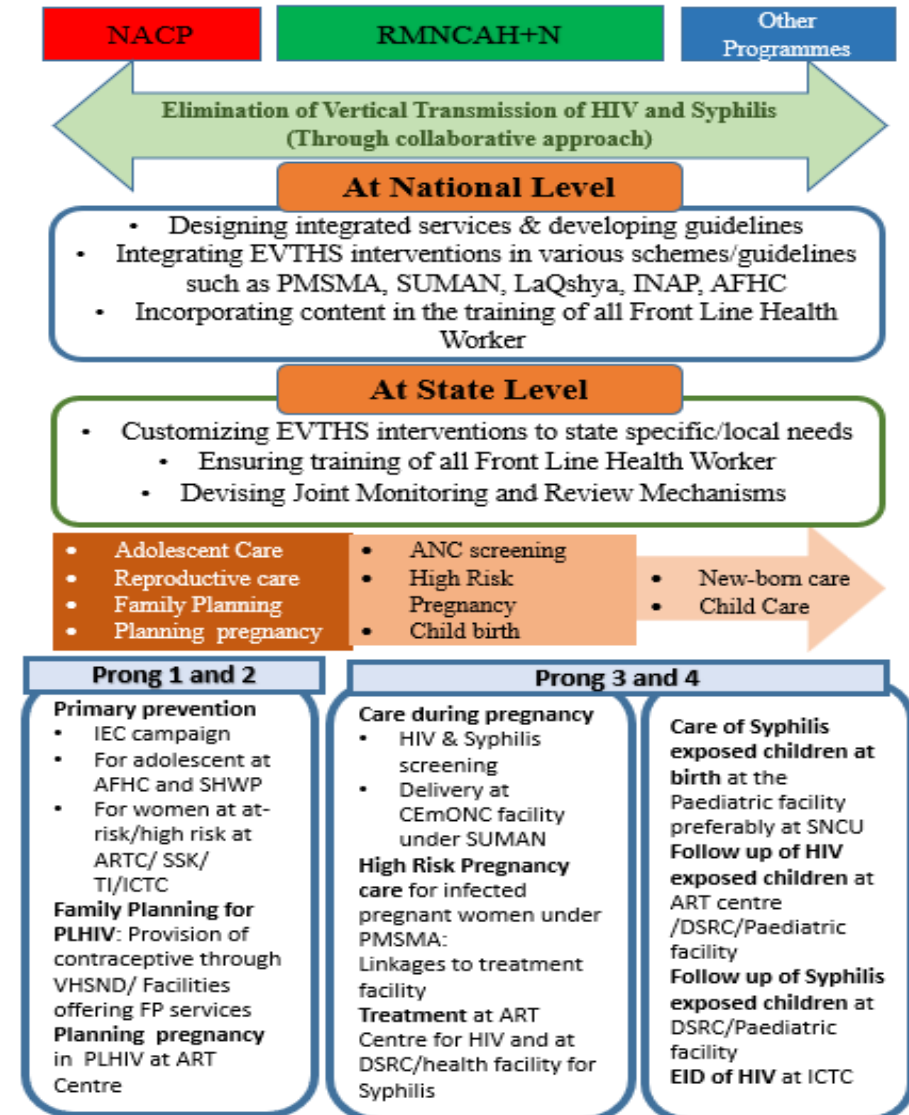 NACP
RMNCAH+N
Other
Programmes
Elimination of Vertical Transmission of HIV and Syphilis
(Through collaborative approach)
At National Level
• Designing integrated services & developing guidelines
• Integrating EVTHS interventions in various schemes/guidelines
such as PMSMA, SUMAN, LaQshya, INAP, AFHC
• Incorporating content in the training of all Front Line Health
Worker
At State Level
• Customizing EVTHS interventions to state specific/local needs
• Ensuring training of all Front Line Health Worker
• Devising Joint Monitoring and Review Mechanisms
• Adolescent Care
• Reproductive care
• Family Planning
• Planning pregnancy
• ANC screening
• High Risk
Pregnancy
• Child birth
• New-born care
• Child Care
Prong 1 and 2
Primary prevention
• IEC campaign
• For adolescent at
AFHC and SHWP
• For women at at-
risk/high risk at
ARTC/ SSK/
TI/ICTC
Family Planning for
PLHIV: Provision of
contraceptive through
VHSND/ Facilities
offering FP services
Planning pregnancy
in PLHIV at ART
Centre
Prong 3 and 4
Care during pregnancy
• HIV & Syphilis
screening
• Delivery at
CEmONC facility
under SUMAN
High Risk Pregnancy
care for infected
pregnant women under
PMSMA:
Linkages to treatment
facility
Treatment at ART
Centre for HIV and at
DSRC/health facility for
Syphilis
Care of Syphilis
exposed children at
birth at the
Paediatric facility
preferably at SNCU
Follow up of HIV
exposed children at
ART centre
/DSRC/Paediatric
facility
Follow up of Syphilis
exposed children at
DSRC/Paediatric
facility
EID of HIV at ICTC